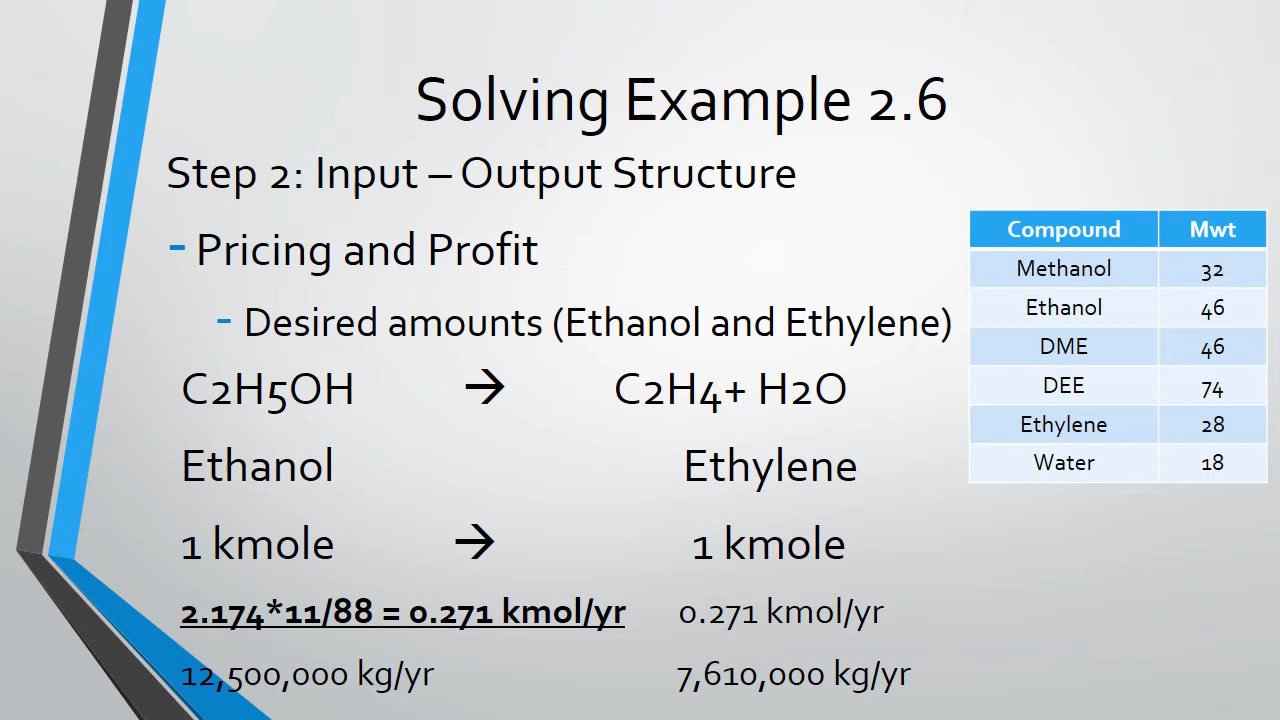 Solving Example 2.6
Step 2: Input – Output Structure
- Pricing and Profit
- Desired amounts (Ethanol and Ethylene)
C2H5OH → C2H4+ H2O
Ethanol Ethylene
1 kmole → 1 kmole
2.174*11/88 = 0.271 kmol/yr 0.271 kmol/yr
12,500,000 kg/yr 7,610,000 kg/yr
Compound Mwt
Methanol 32
Ethanol 46
DME 46
DEE 74
Ethylene 28
Water 18